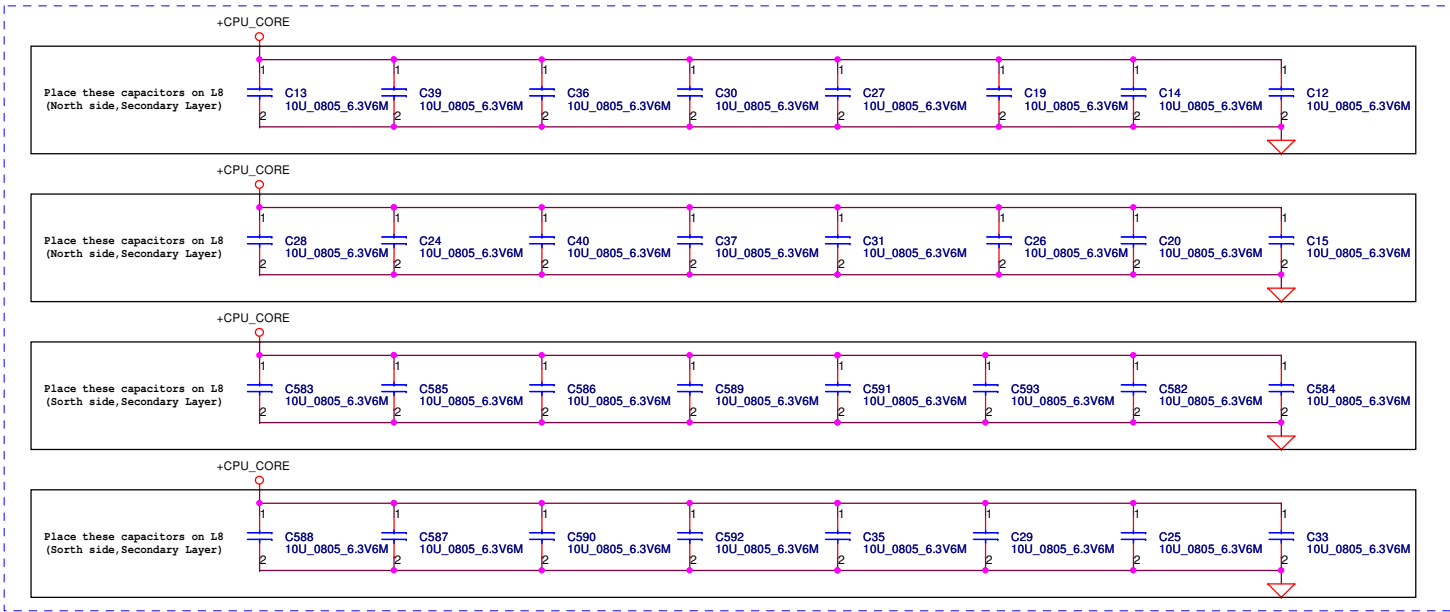 +CPU_CORE
1 1 1 1 1 1 1 1
Place these capacitors on L8 C13 C39 C36 C30 C27 C19 C14 C12
(North side,Secondary Layer) 10U_0805_6.3V6M 10U_0805_6.3V6M 10U_0805_6.3V6M 10U_0805_6.3V6M 10U_0805_6.3V6M 10U_0805_6.3V6M 10U_0805_6.3V6M 10U_0805_6.3V6M
2 2 2 2 2 2 2 2
+CPU_CORE
1 1 1 1 1 1 1 1
Place these capacitors on L8 C28 C24 C40 C37 C31 C26 C20 C15
(North side,Secondary Layer) 10U_0805_6.3V6M 10U_0805_6.3V6M 10U_0805_6.3V6M 10U_0805_6.3V6M 10U_0805_6.3V6M 10U_0805_6.3V6M 10U_0805_6.3V6M 10U_0805_6.3V6M
2 2 2 2 2 2 2 2
+CPU_CORE
1 1 1 1 1 1 1 1
Place these capacitors on L8 C583 C585 C586 C589 C591 C593 C582 C584
(Sorth side,Secondary Layer) 10U_0805_6.3V6M 10U_0805_6.3V6M 10U_0805_6.3V6M 10U_0805_6.3V6M 10U_0805_6.3V6M 10U_0805_6.3V6M 10U_0805_6.3V6M 10U_0805_6.3V6M
2 2 2 2 2 2 2 2
+CPU_CORE
1 1 1 1 1 1 1 1
Place these capacitors on L8 C588 C587 C590 C592 C35 C29 C25 C33
(Sorth side,Secondary Layer) 10U_0805_6.3V6M 10U_0805_6.3V6M 10U_0805_6.3V6M 10U_0805_6.3V6M 10U_0805_6.3V6M 10U_0805_6.3V6M 10U_0805_6.3V6M 10U_0805_6.3V6M
2 2 2 2 2 2 2 2